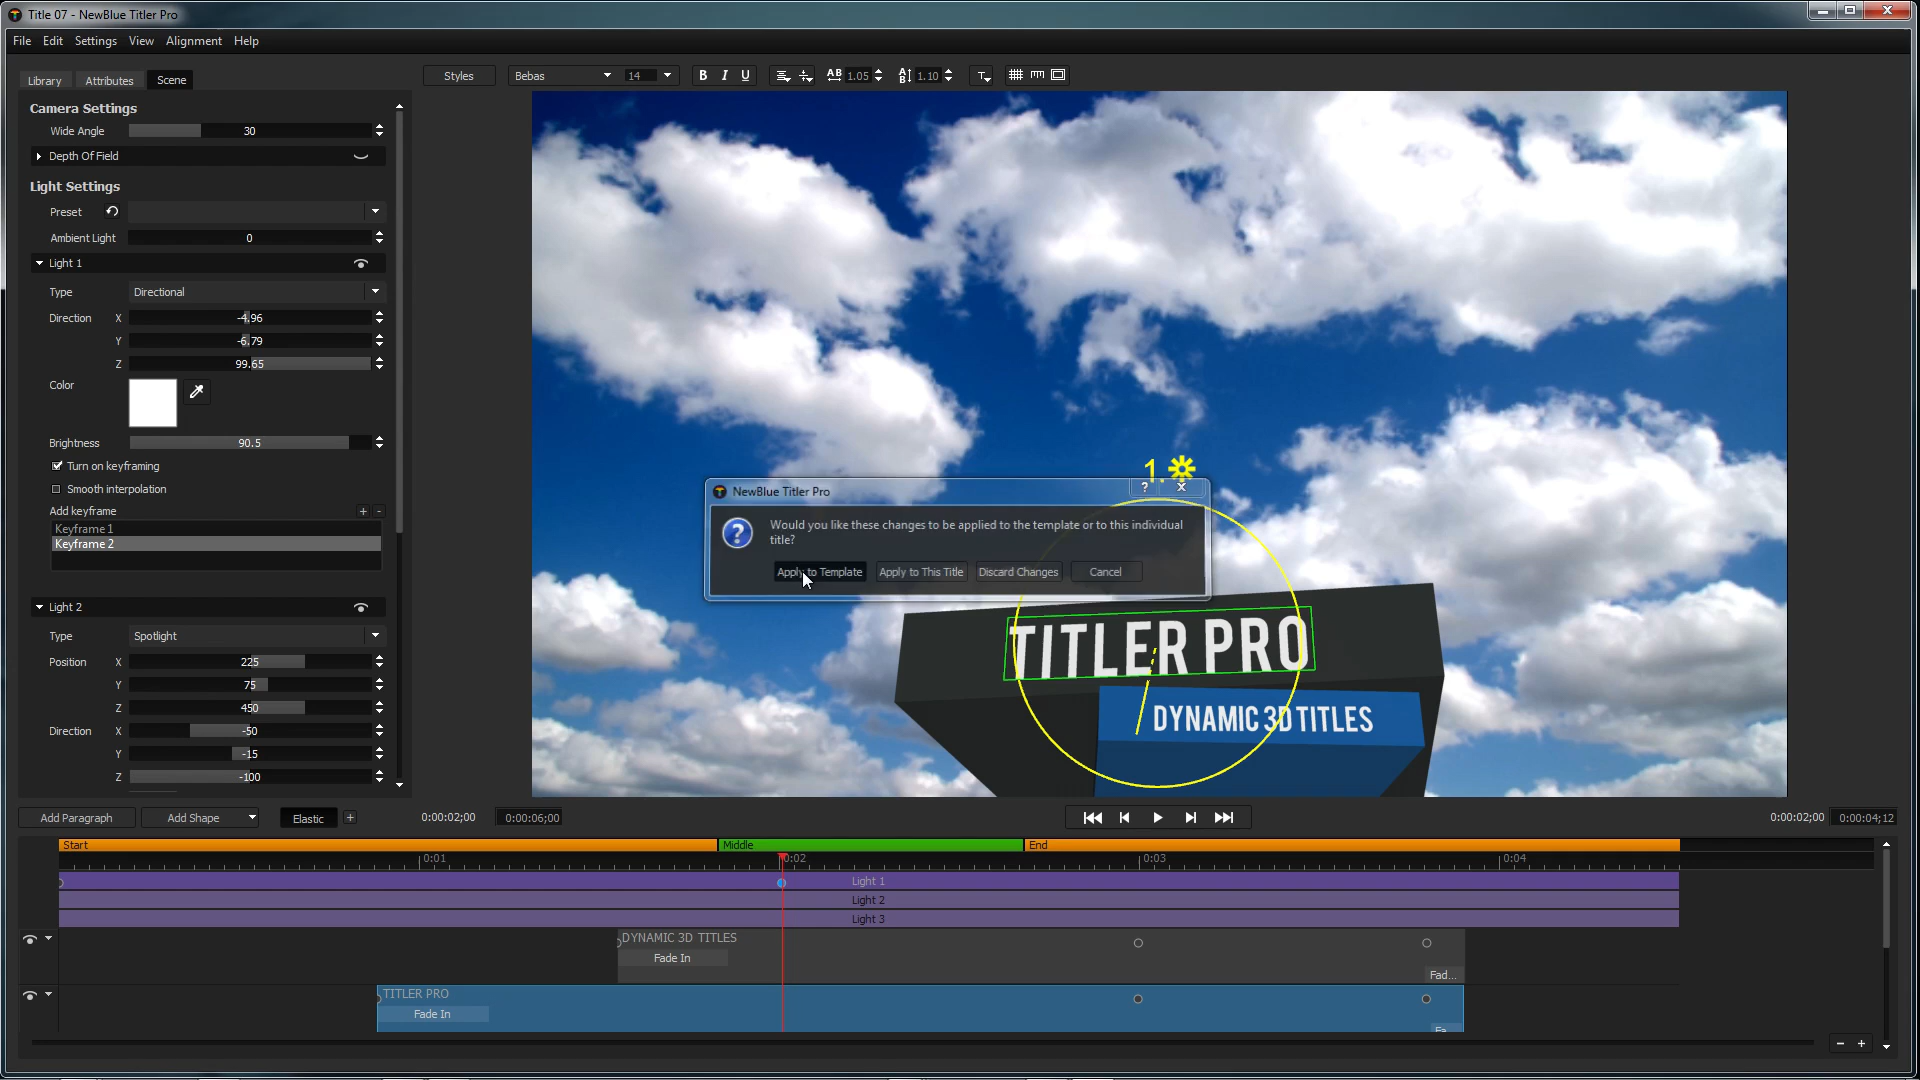 Title 07 - NewBlue Titler Pro
File Edit Settings View Alignment Help
Library Attributes Scene
Styles Bebas 14 B I U AB 1.05 1.10
Camera Settings
Wide Angle 30
Depth Of Field
Light Settings
Preset
Ambient Light 0
Light 1
Type Directional
Direction X -4.96
Y -6.79
Z 99.65
Color
Brightness 90.5
Turn on keyframing
Smooth interpolation
Add keyframe + -
Keyframe 1
Keyframe 2
Light 2
Type Spotlight
Position X 225
Y 75
Z 450
Direction X -50
Y -15
Z -100
1.
NewBlue Titler Pro
Would you like these changes to be applied to the template or to this individual
title?
Apply to Template Apply to This Title Discard Changes Cancel
TITLER PRO
DYNAMIC 3D TITLES
Add Paragraph Add Shape Elastic + 0:00:02;00 0:00:06;00 0:00:02;00 0:00:04;12
Start Middle End
0:01 0:02 0:03 0:04
Light 1
Light 2
Light 3
DYNAMIC 3D TITLES
Fade In
Fad...
TITLER PRO
Fade In